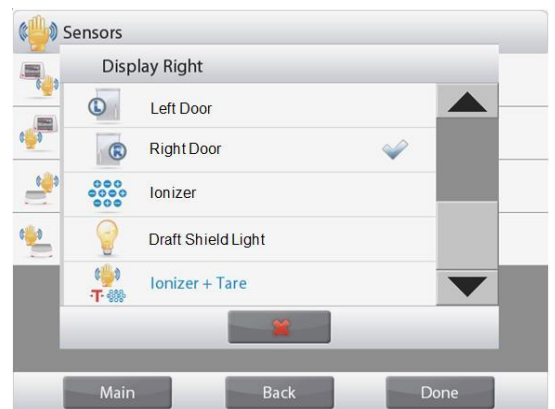 Sensors
Display Right
L Left Door
R Right Door
Ionizer
Draft Shield Light
-T- Ionizer + Tare
Main Back Done